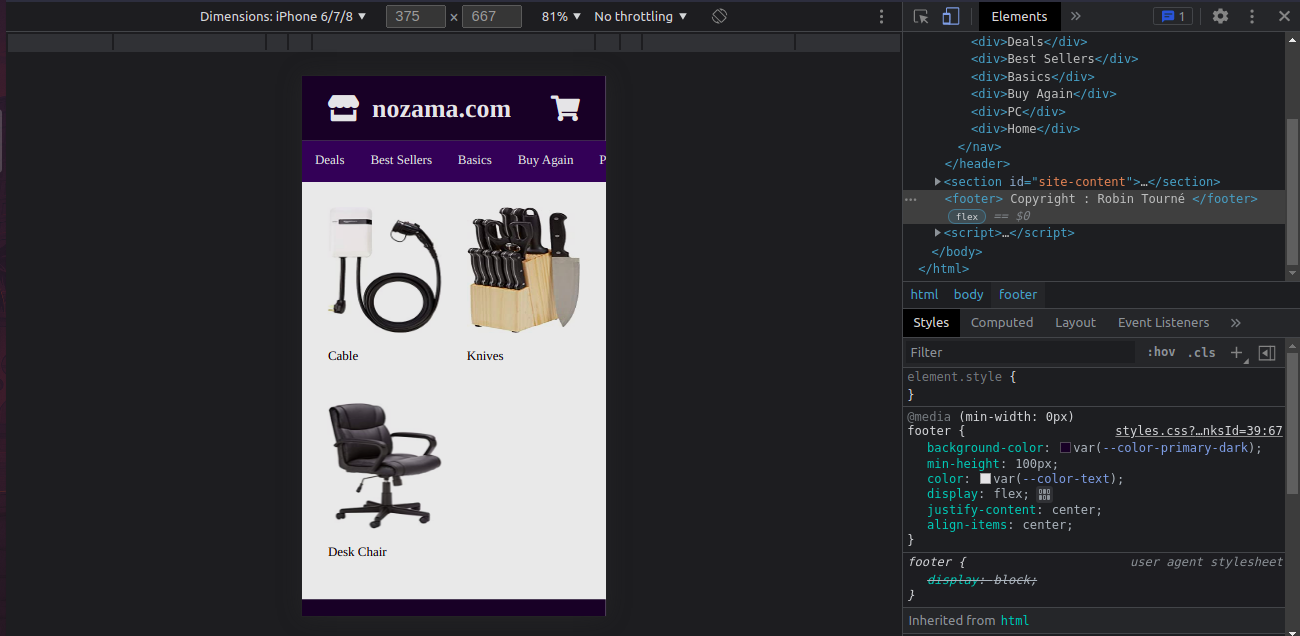 Dimensions: iPhone 6/7/8 ▼ 375 × 667 81% ▼ No throttling ▼
Elements » 1
nozama.com
Deals Best Sellers Basics Buy Again P
Cable Knives
Desk Chair
<div>Deals</div>
<div>Best Sellers</div>
<div>Basics</div>
<div>Buy Again</div>
<div>PC</div>
<div>Home</div>
</nav>
</header>
<section id="site-content">…</section>
<footer> Copyright : Robin Tourné </footer>
flex == $0
<script>…</script>
</body>
</html>
html body footer
Styles Computed Layout Event Listeners »
Filter :hov .cls +
element.style {
}
@media (min-width: 0px)
footer { styles.css?…nksId=39:67
background-color: var(--color-primary-dark);
min-height: 100px;
color: var(--color-text);
display: flex;
justify-content: center;
align-items: center;
}
footer { user agent stylesheet
display: block;
}
Inherited from html